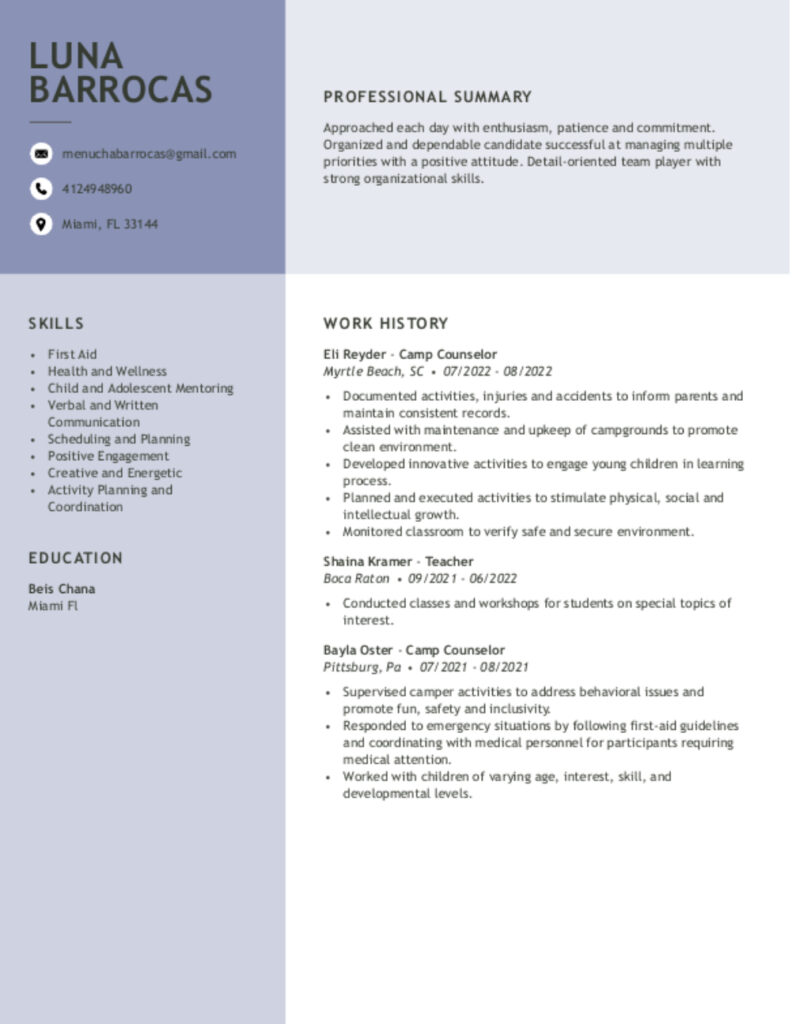 LUNA
BARROCAS
menuchabarrocas@gmail.com
4124948960
Miami, FL 33144
PROFESSIONAL SUMMARY
Approached each day with enthusiasm, patience and commitment.
Organized and dependable candidate successful at managing multiple
priorities with a positive attitude. Detail-oriented team player with
strong organizational skills.
SKILLS
• First Aid
• Health and Wellness
• Child and Adolescent Mentoring
• Verbal and Written
Communication
• Scheduling and Planning
• Positive Engagement
• Creative and Energetic
• Activity Planning and
Coordination
EDUCATION
Beis Chana
Miami Fl
WORK HISTORY
Eli Reyder - Camp Counselor
Myrtle Beach, SC • 07/2022 - 08/2022
• Documented activities, injuries and accidents to inform parents and
maintain consistent records.
• Assisted with maintenance and upkeep of campgrounds to promote
clean environment.
• Developed innovative activities to engage young children in learning
process.
• Planned and executed activities to stimulate physical, social and
intellectual growth.
• Monitored classroom to verify safe and secure environment.
Shaina Kramer - Teacher
Boca Raton • 09/2021 - 06/2022
• Conducted classes and workshops for students on special topics of
interest.
Bayla Oster - Camp Counselor
Pittsburg, Pa • 07/2021 - 08/2021
• Supervised camper activities to address behavioral issues and
promote fun, safety and inclusivity.
• Responded to emergency situations by following first-aid guidelines
and coordinating with medical personnel for participants requiring
medical attention.
• Worked with children of varying age, interest, skill, and
developmental levels.